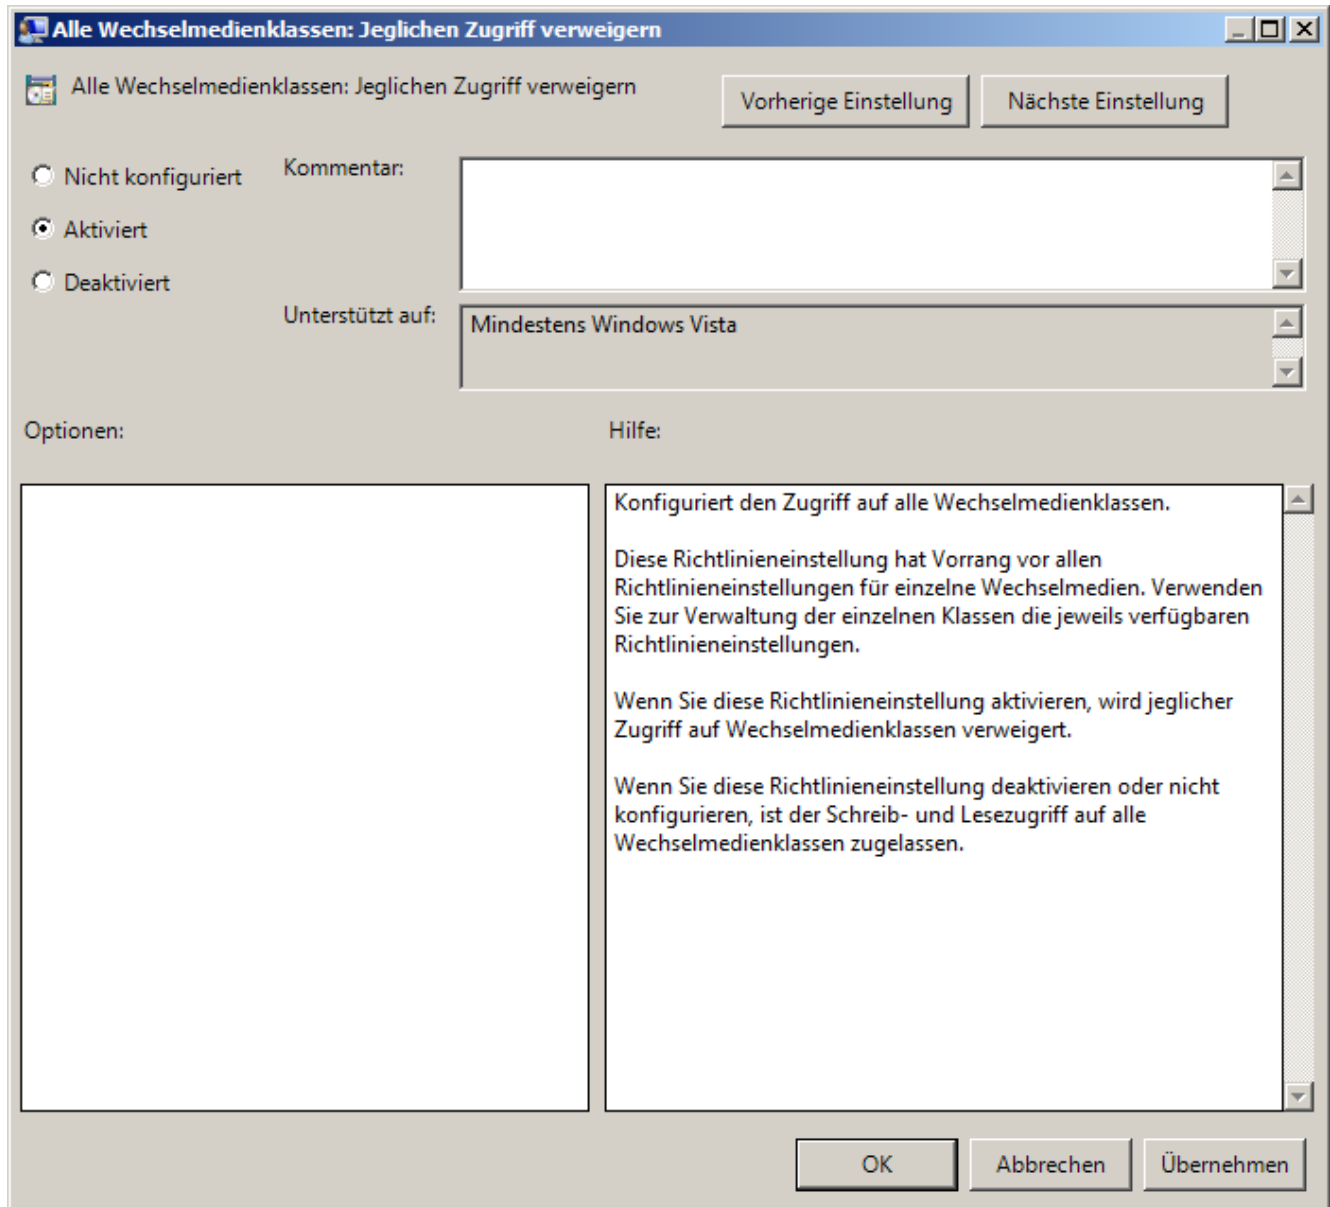 Alle Wechselmedienklassen: Jeglichen Zugriff verweigern
Alle Wechselmedienklassen: Jeglichen Zugriff verweigern
Vorherige Einstellung
Nächste Einstellung
Nicht konfiguriert
Kommentar:
Aktiviert
Deaktiviert
Unterstützt auf:
Mindestens Windows Vista
Optionen:
Hilfe:
Konfiguriert den Zugriff auf alle Wechselmedienklassen.
Diese Richtlinieneinstellung hat Vorrang vor allen
Richtlinieneinstellungen für einzelne Wechselmedien. Verwenden
Sie zur Verwaltung der einzelnen Klassen die jeweils verfügbaren
Richtlinieneinstellungen.
Wenn Sie diese Richtlinieneinstellung aktivieren, wird jeglicher
Zugriff auf Wechselmedienklassen verweigert.
Wenn Sie diese Richtlinieneinstellung deaktivieren oder nicht
konfigurieren, ist der Schreib- und Lesezugriff auf alle
Wechselmedienklassen zugelassen.
OK
Abbrechen
Übernehmen